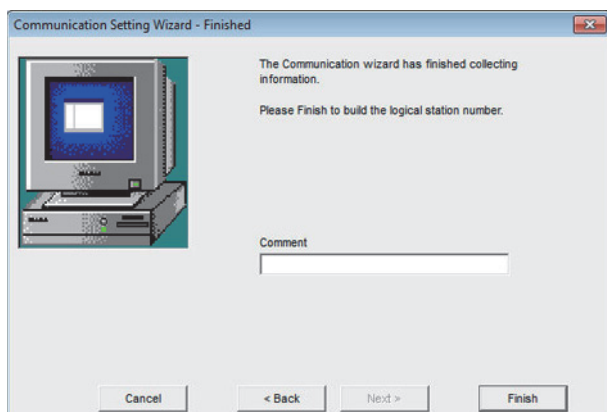 Communication Setting Wizard - Finished
The Communication wizard has finished collecting
information.
Please Finish to build the logical station number.
Comment
Cancel
< Back
Next >
Finish